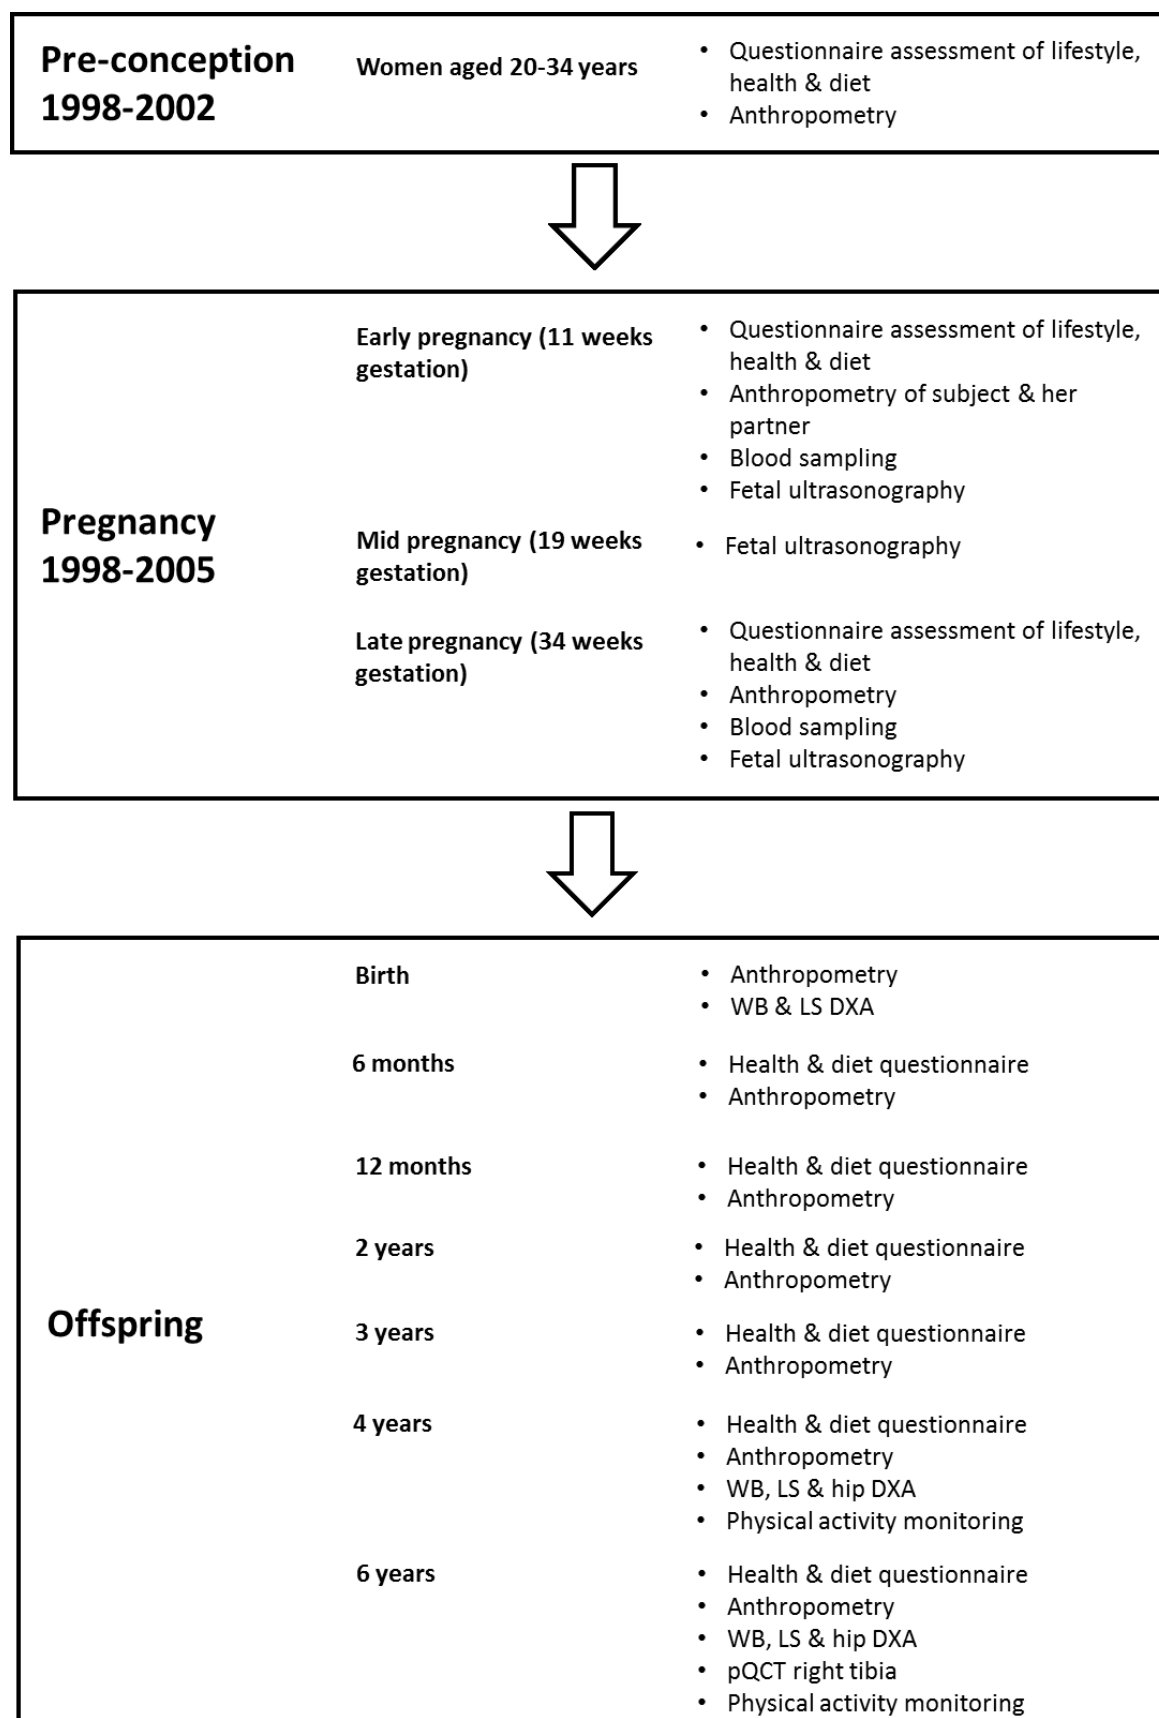 Pre-conception
1998-2002
Women aged 20-34 years
• Questionnaire assessment of lifestyle,
health & diet
• Anthropometry
Pregnancy
1998-2005
Early pregnancy (11 weeks
gestation)
• Questionnaire assessment of lifestyle,
health & diet
• Anthropometry of subject & her
partner
• Blood sampling
• Fetal ultrasonography
Mid pregnancy (19 weeks
gestation)
• Fetal ultrasonography
Late pregnancy (34 weeks
gestation)
• Questionnaire assessment of lifestyle,
health & diet
• Anthropometry
• Blood sampling
• Fetal ultrasonography
Offspring
Birth
• Anthropometry
• WB & LS DXA
6 months
• Health & diet questionnaire
• Anthropometry
12 months
• Health & diet questionnaire
• Anthropometry
2 years
• Health & diet questionnaire
• Anthropometry
3 years
• Health & diet questionnaire
• Anthropometry
4 years
• Health & diet questionnaire
• Anthropometry
• WB, LS & hip DXA
• Physical activity monitoring
6 years
• Health & diet questionnaire
• Anthropometry
• WB, LS & hip DXA
• pQCT right tibia
• Physical activity monitoring